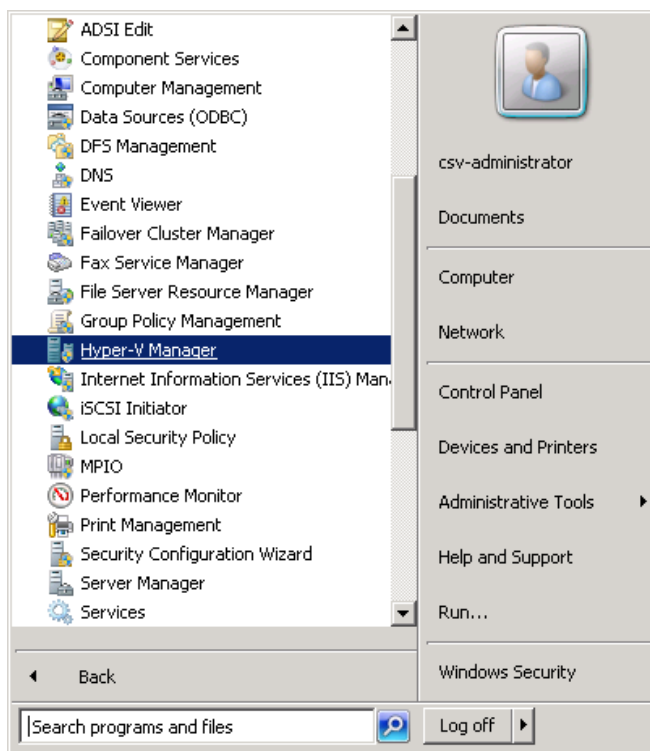 ADSI Edit
Component Services
Computer Management
Data Sources (ODBC)
DFS Management
DNS
Event Viewer
Failover Cluster Manager
Fax Service Manager
File Server Resource Manager
Group Policy Management
Hyper-V Manager
Internet Information Services (IIS) Man
iSCSI Initiator
Local Security Policy
MPIO
Performance Monitor
Print Management
Security Configuration Wizard
Server Manager
Services
Back
Search programs and files
csv-administrator
Documents
Computer
Network
Control Panel
Devices and Printers
Administrative Tools
Help and Support
Run...
Windows Security
Log off